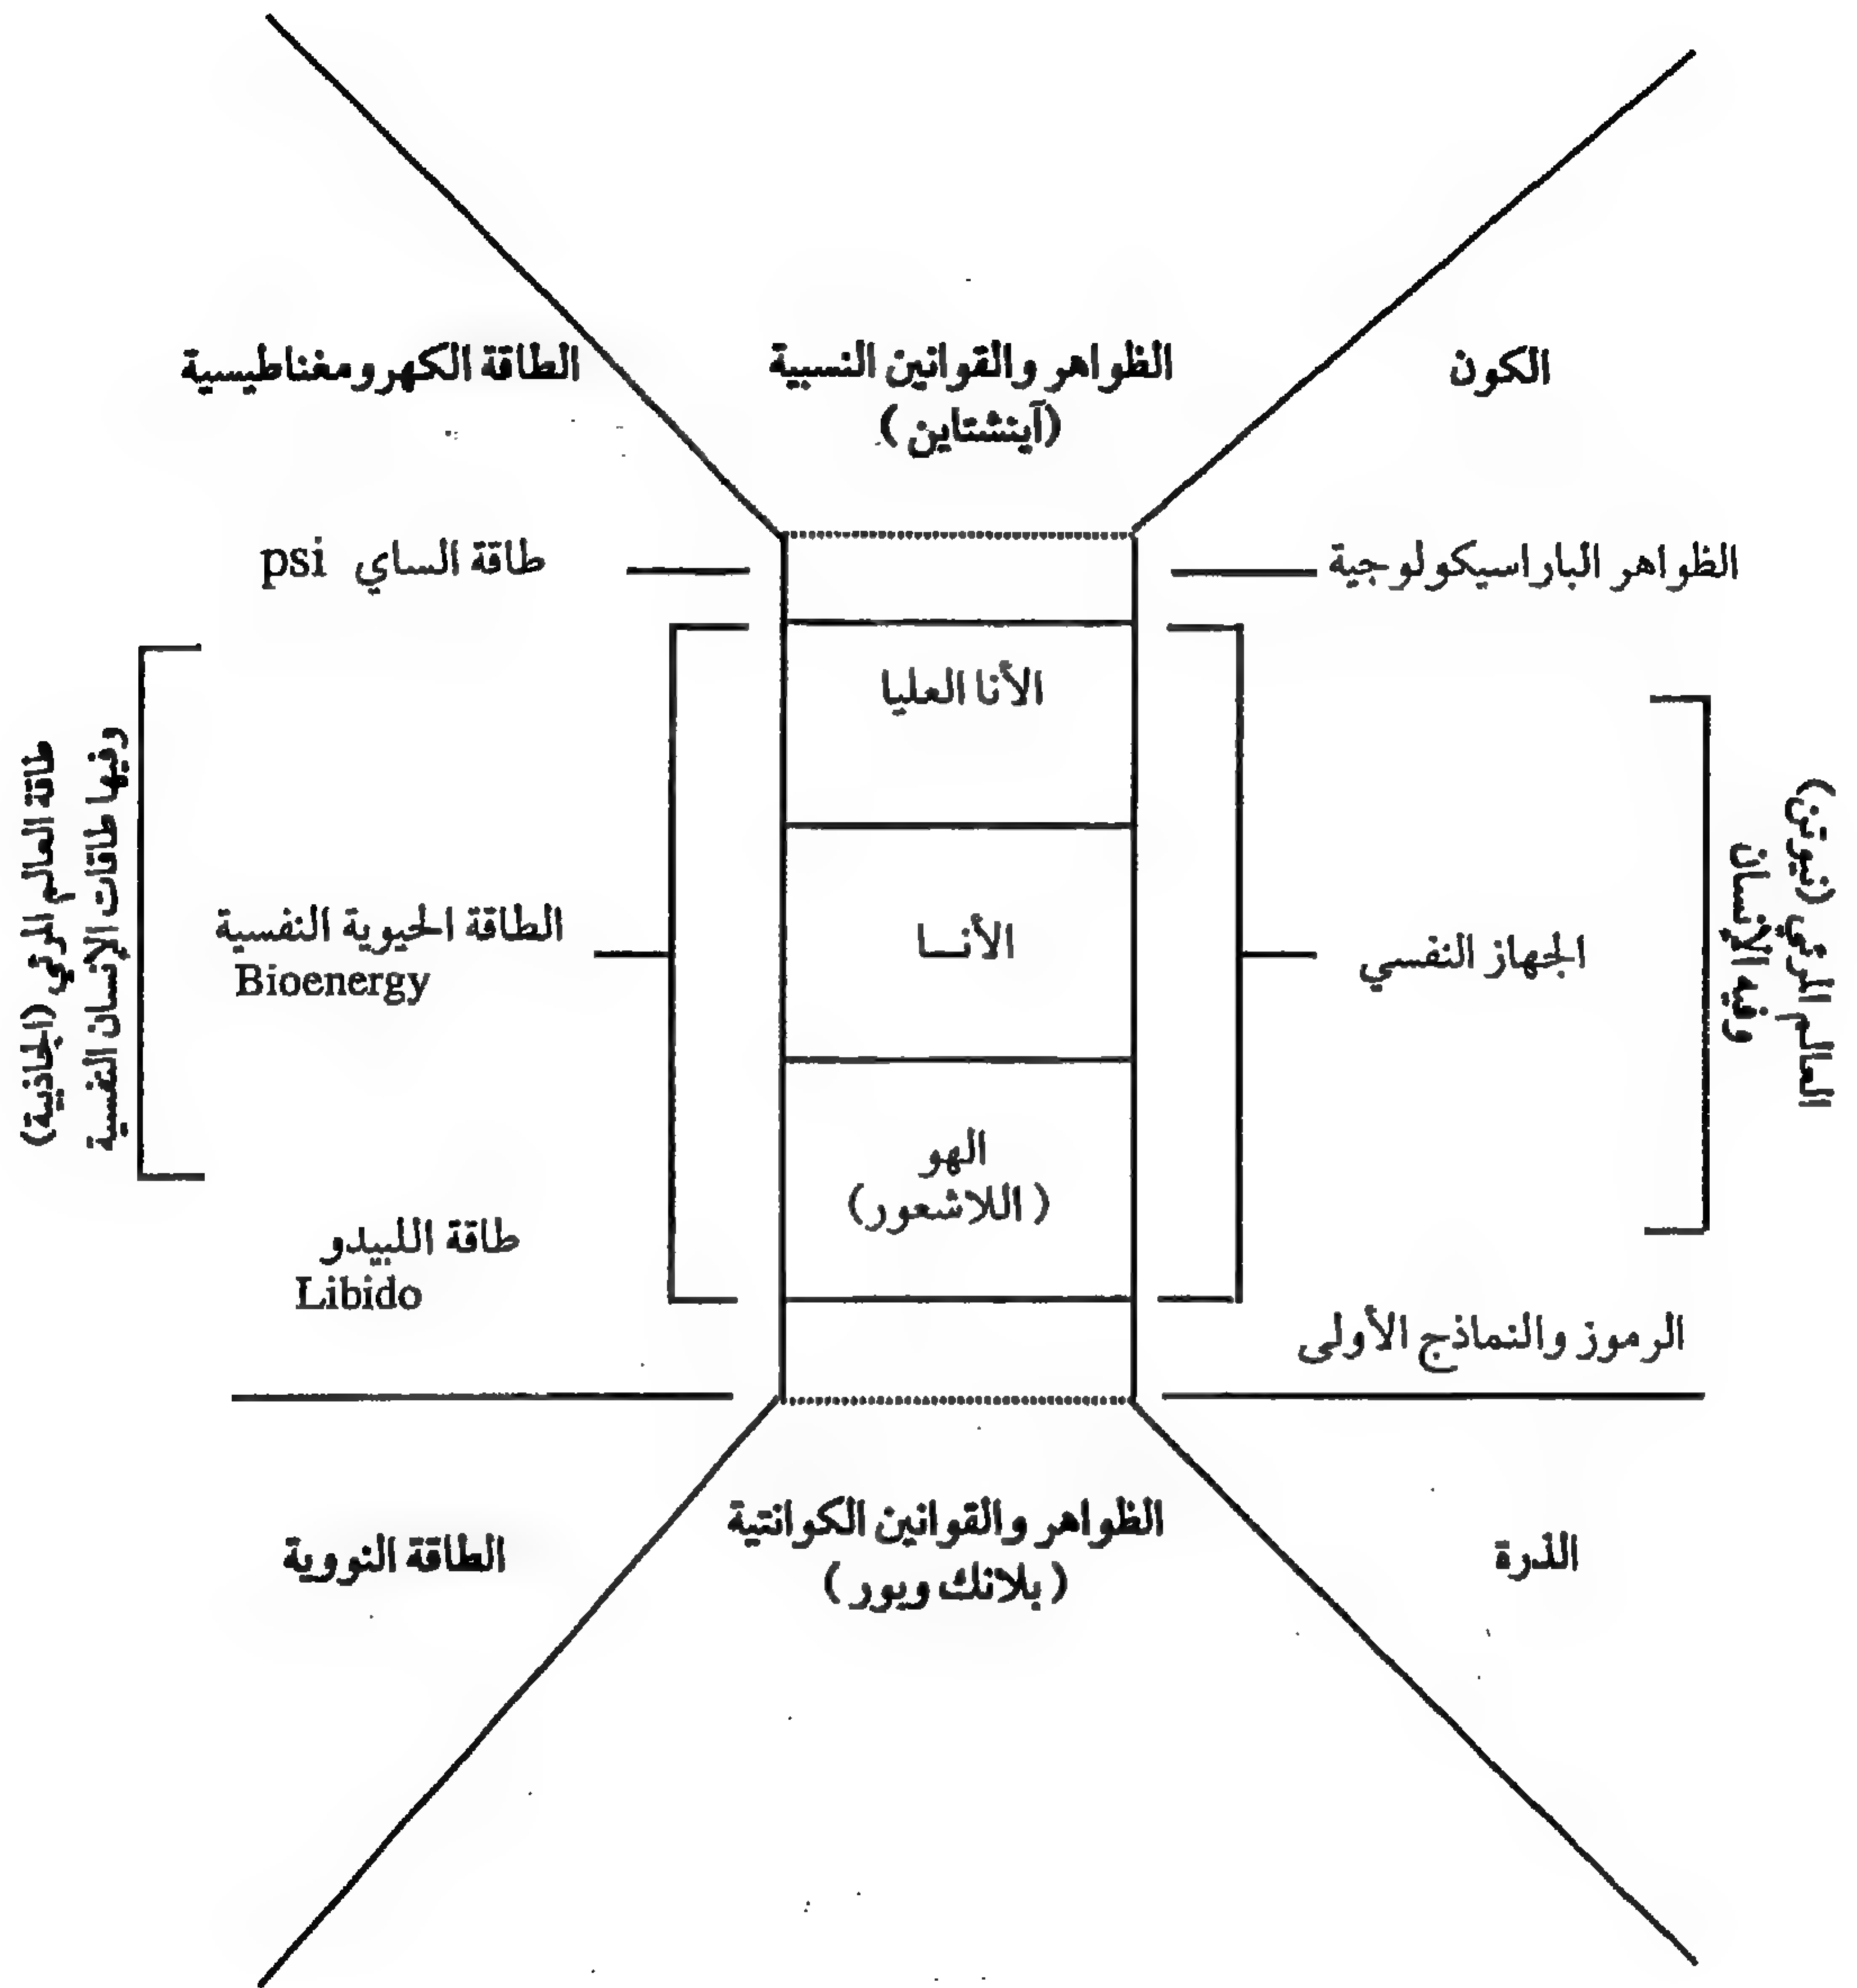 الكون
الظواهر والقوانين النسبية
(آينشتاين)
الطاقة الكهرومغناطيسية
الظواهر الباراسيكولوجية
طاقة الساي psi
الأنا العليا
العالم المرئي (نيوتن)
وفيه الإنسان
الجهاز النفسي
الأنــا
الطاقة الحيوية النفسية
Bioenergy
طاقة العالم المرئي (الجاذبية)
وفيها طاقات الإنسان النفسية
الهو
(اللاشعور)
طاقة اللبيدو
Libido
الرموز والنماذج الأولى
الذرة
الظواهر والقوانين الكوانتية
(بلانك وبور)
الطاقة النووية